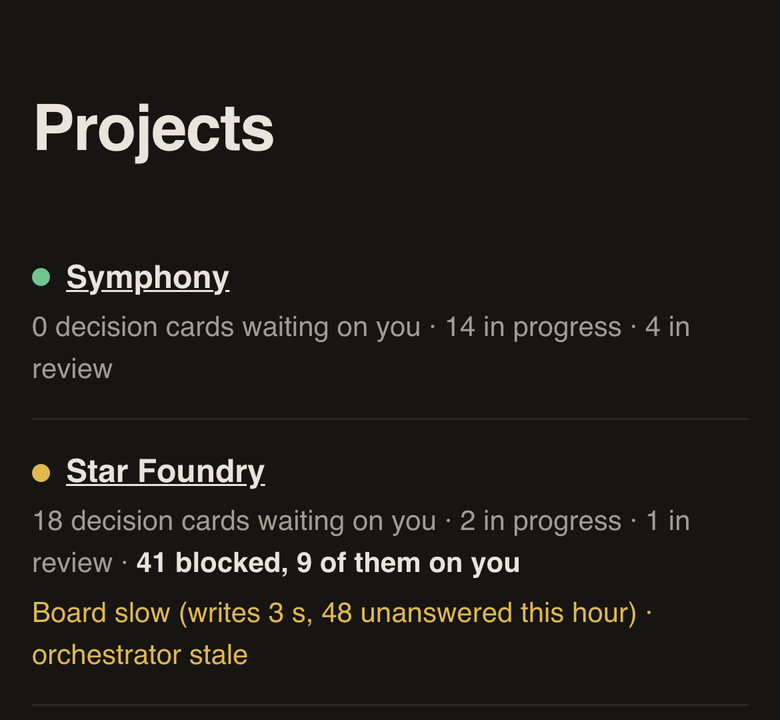 Projects
Symphony
0 decision cards waiting on you · 14 in progress · 4 in
review
Star Foundry
18 decision cards waiting on you · 2 in progress · 1 in
review · 41 blocked, 9 of them on you
Board slow (writes 3 s, 48 unanswered this hour) ·
orchestrator stale